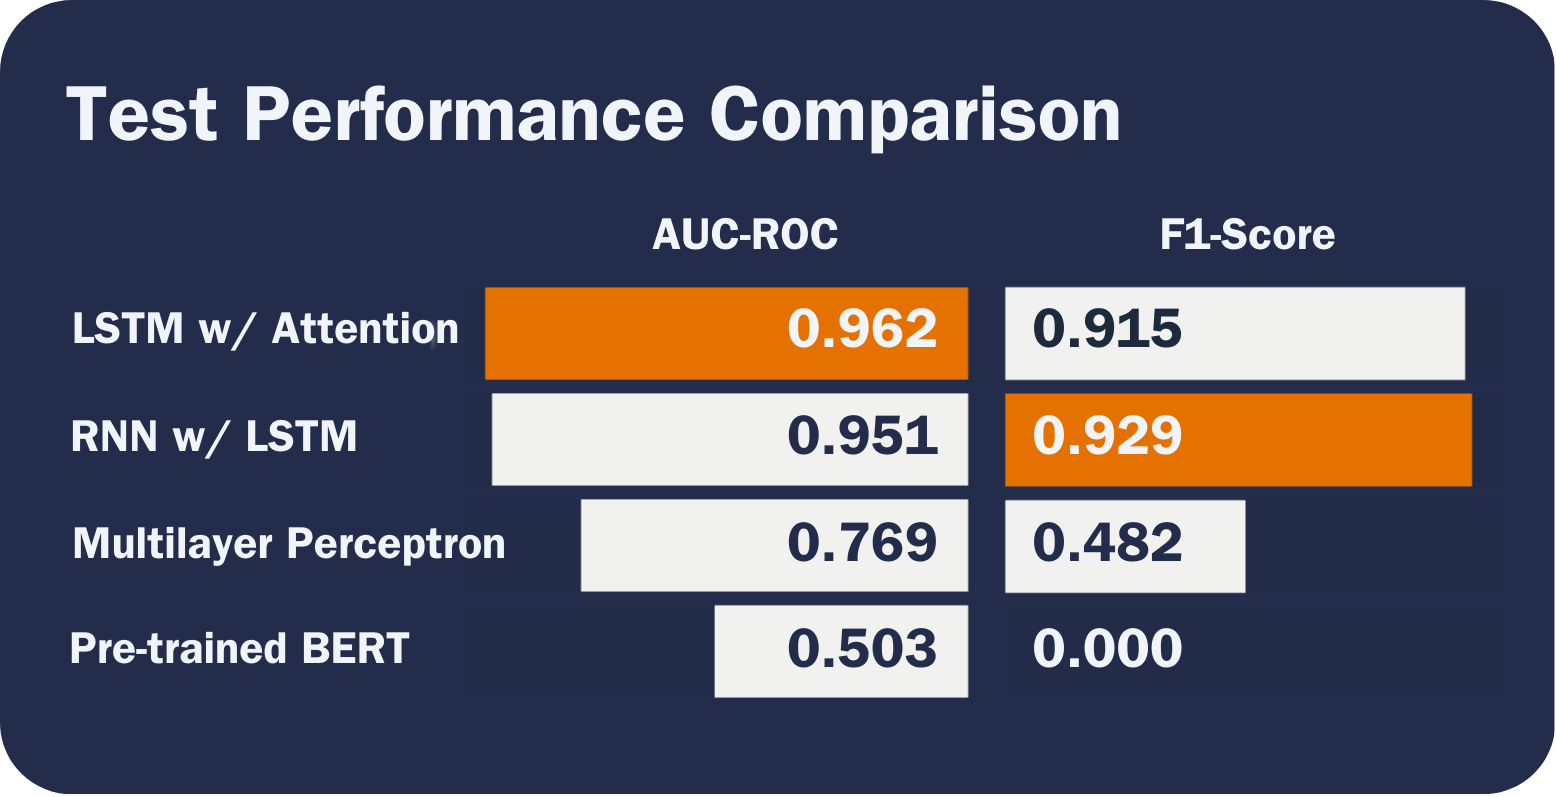 Test Performance Comparison
AUC-ROC F1-Score
LSTM w/ Attention 0.962 0.915
RNN w/ LSTM 0.951 0.929
Multilayer Perceptron 0.769 0.482
Pre-trained BERT 0.503 0.000